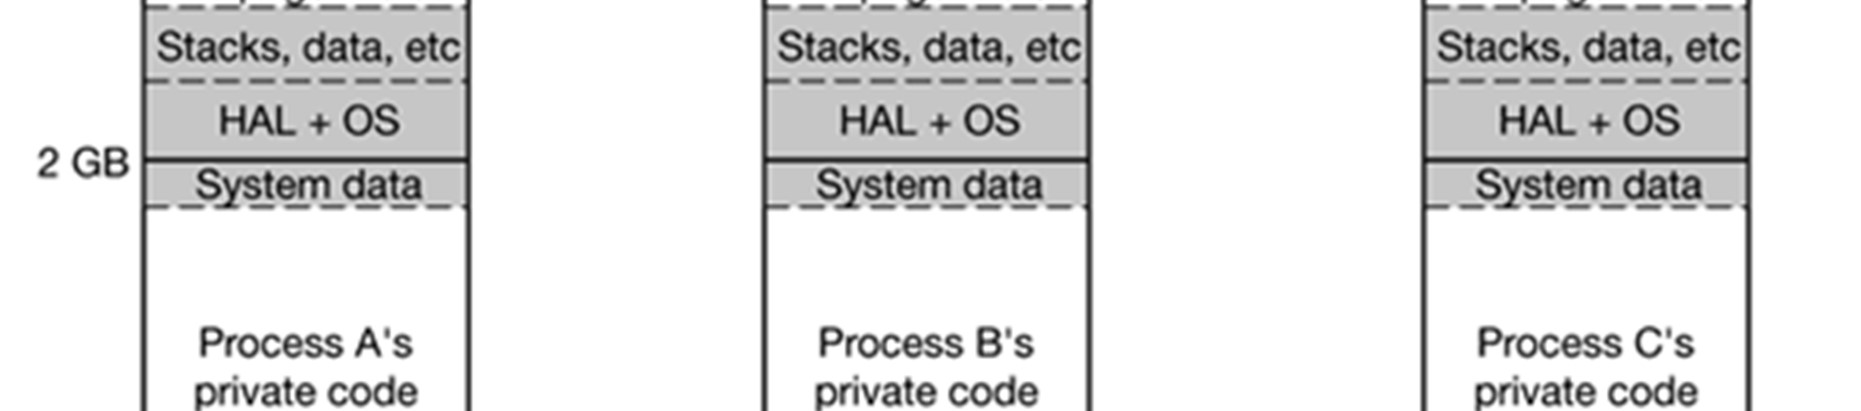 Stacks, data, etc Stacks, data, etc Stacks, data, etc
HAL + OS HAL + OS HAL + OS
2 GB
System data System data System data
Process A's Process B's Process C's
private code private code private code